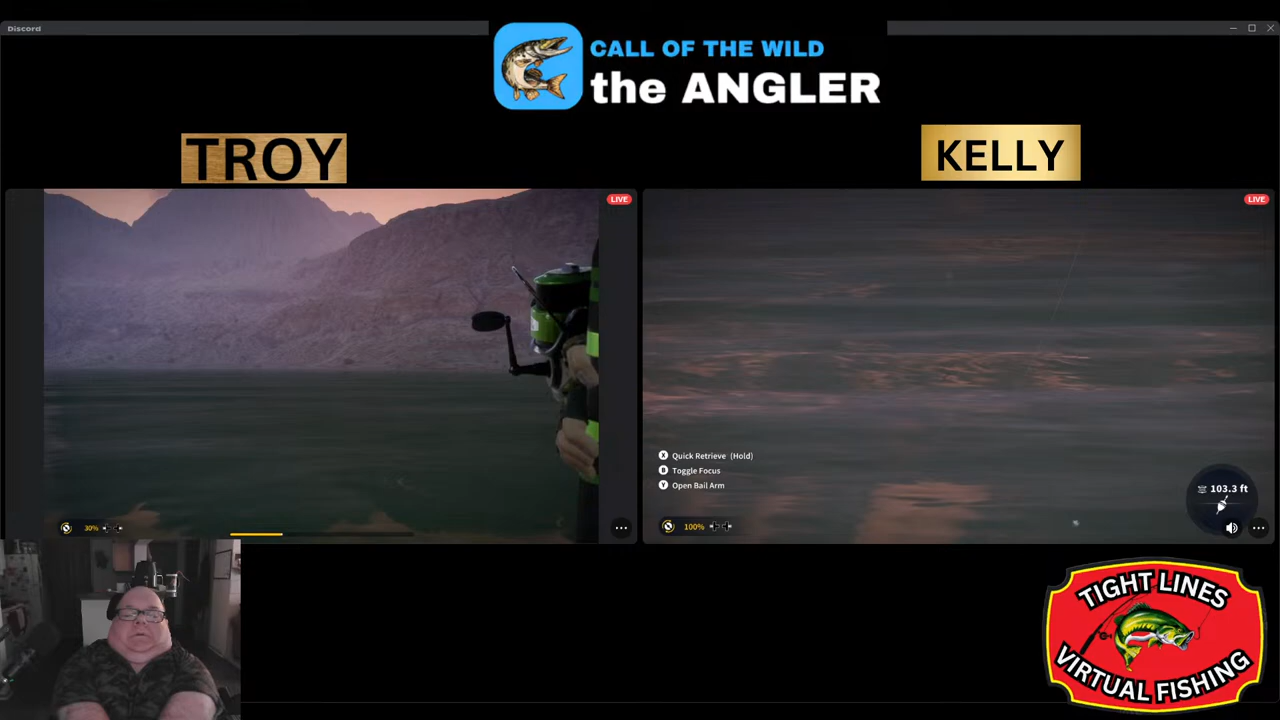 Discord
CALL OF THE WILD
the ANGLER
TROY
KELLY
LIVE
LIVE
X Quick Retrieve (Hold)
B Toggle Focus
Y Open Bail Arm
103.3 ft
30%
100%
TIGHT LINES
VIRTUAL FISHING